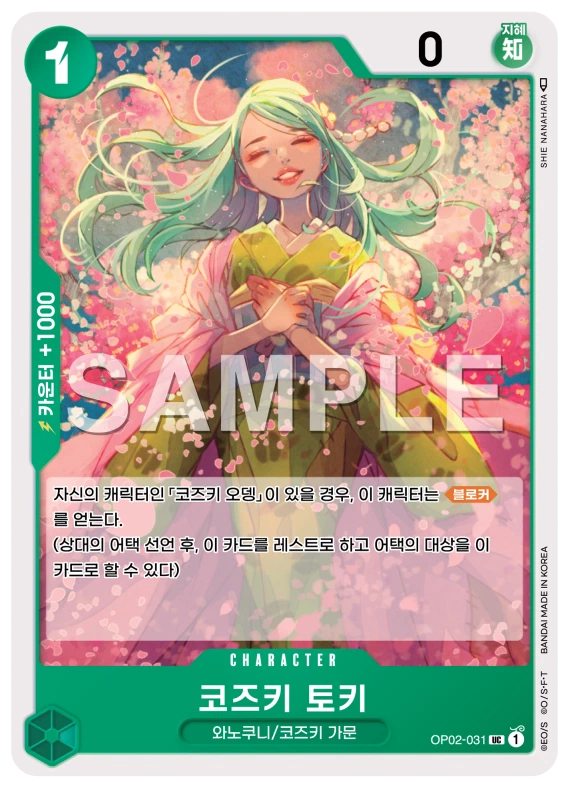 1
0
지혜
知
SHIE NANAHARA
카운터 +1000
SAMPLE
자신의 캐릭터인 「코즈키 오뎅」이 있을 경우, 이 캐릭터는 블로커
를 얻는다.
(상대의 어택 선언 후, 이 카드를 레스트로 하고 어택의 대상을 이
카드로 할 수 있다)
CHARACTER
코즈키 토키
와노쿠니/코즈키 가문
OP02-031 UC 1
©EO/S ©O/S·F·T BANDAI MADE IN KOREA